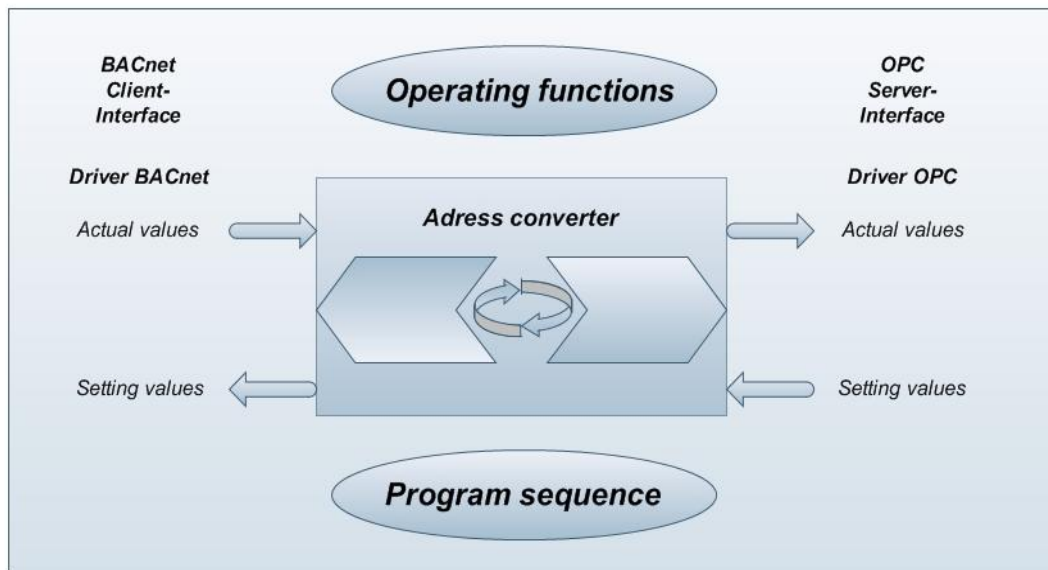 BACnet
Client-
Interface
Operating functions
OPC
Server-
Interface
Driver BACnet
Driver OPC
Actual values
Adress converter
Actual values
Setting values
Setting values
Program sequence